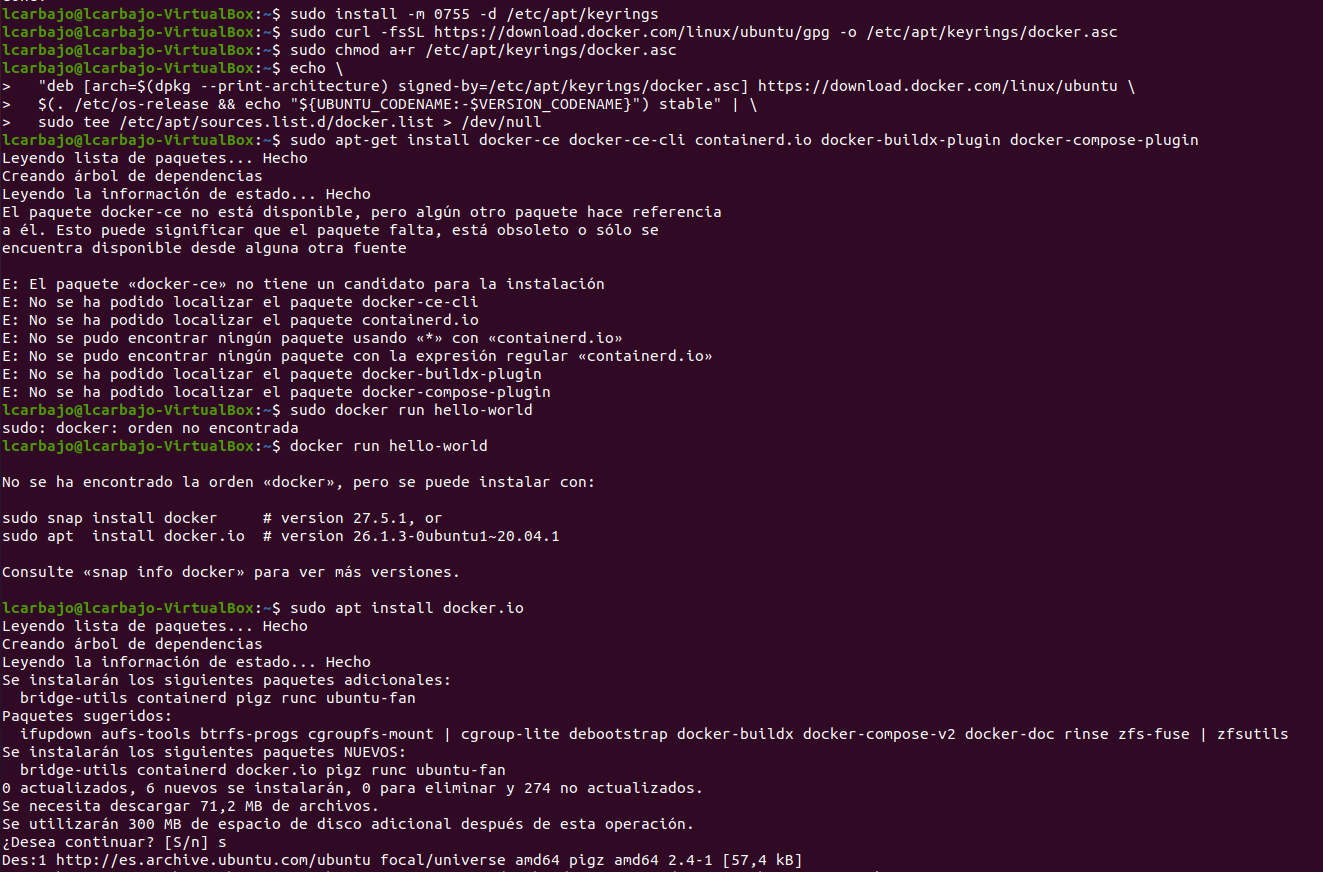 lcarbajo@lcarbajo-VirtualBox:~$ sudo install -m 0755 -d /etc/apt/keyrings
lcarbajo@lcarbajo-VirtualBox:~$ sudo curl -fsSL https://download.docker.com/linux/ubuntu/gpg -o /etc/apt/keyrings/docker.asc
lcarbajo@lcarbajo-VirtualBox:~$ sudo chmod a+r /etc/apt/keyrings/docker.asc
lcarbajo@lcarbajo-VirtualBox:~$ echo \
>   "deb [arch=$(dpkg --print-architecture) signed-by=/etc/apt/keyrings/docker.asc] https://download.docker.com/linux/ubuntu \
>   $(. /etc/os-release && echo "${UBUNTU_CODENAME:-$VERSION_CODENAME}") stable" | \
>   sudo tee /etc/apt/sources.list.d/docker.list > /dev/null
lcarbajo@lcarbajo-VirtualBox:~$ sudo apt-get install docker-ce docker-ce-cli containerd.io docker-buildx-plugin docker-compose-plugin
Leyendo lista de paquetes... Hecho
Creando árbol de dependencias
Leyendo la información de estado... Hecho
El paquete docker-ce no está disponible, pero algún otro paquete hace referencia
a él. Esto puede significar que el paquete falta, está obsoleto o sólo se
encuentra disponible desde alguna otra fuente
E: El paquete «docker-ce» no tiene un candidato para la instalación
E: No se ha podido localizar el paquete docker-ce-cli
E: No se ha podido localizar el paquete containerd.io
E: No se pudo encontrar ningún paquete usando «*» con «containerd.io»
E: No se pudo encontrar ningún paquete con la expresión regular «containerd.io»
E: No se ha podido localizar el paquete docker-buildx-plugin
E: No se ha podido localizar el paquete docker-compose-plugin
lcarbajo@lcarbajo-VirtualBox:~$ sudo docker run hello-world
sudo: docker: orden no encontrada
lcarbajo@lcarbajo-VirtualBox:~$ docker run hello-world
No se ha encontrado la orden «docker», pero se puede instalar con:
sudo snap install docker     # version 27.5.1, or
sudo apt  install docker.io  # version 26.1.3-0ubuntu1~20.04.1
Consulte «snap info docker» para ver más versiones.
lcarbajo@lcarbajo-VirtualBox:~$ sudo apt install docker.io
Leyendo lista de paquetes... Hecho
Creando árbol de dependencias
Leyendo la información de estado... Hecho
Se instalarán los siguientes paquetes adicionales:
  bridge-utils containerd pigz runc ubuntu-fan
Paquetes sugeridos:
  ifupdown aufs-tools btrfs-progs cgroupfs-mount | cgroup-lite debootstrap docker-buildx docker-compose-v2 docker-doc rinse zfs-fuse | zfsutils
Se instalarán los siguientes paquetes NUEVOS:
  bridge-utils containerd docker.io pigz runc ubuntu-fan
0 actualizados, 6 nuevos se instalarán, 0 para eliminar y 274 no actualizados.
Se necesita descargar 71,2 MB de archivos.
Se utilizarán 300 MB de espacio de disco adicional después de esta operación.
¿Desea continuar? [S/n] s
Des:1 http://es.archive.ubuntu.com/ubuntu focal/universe amd64 pigz amd64 2.4-1 [57,4 kB]